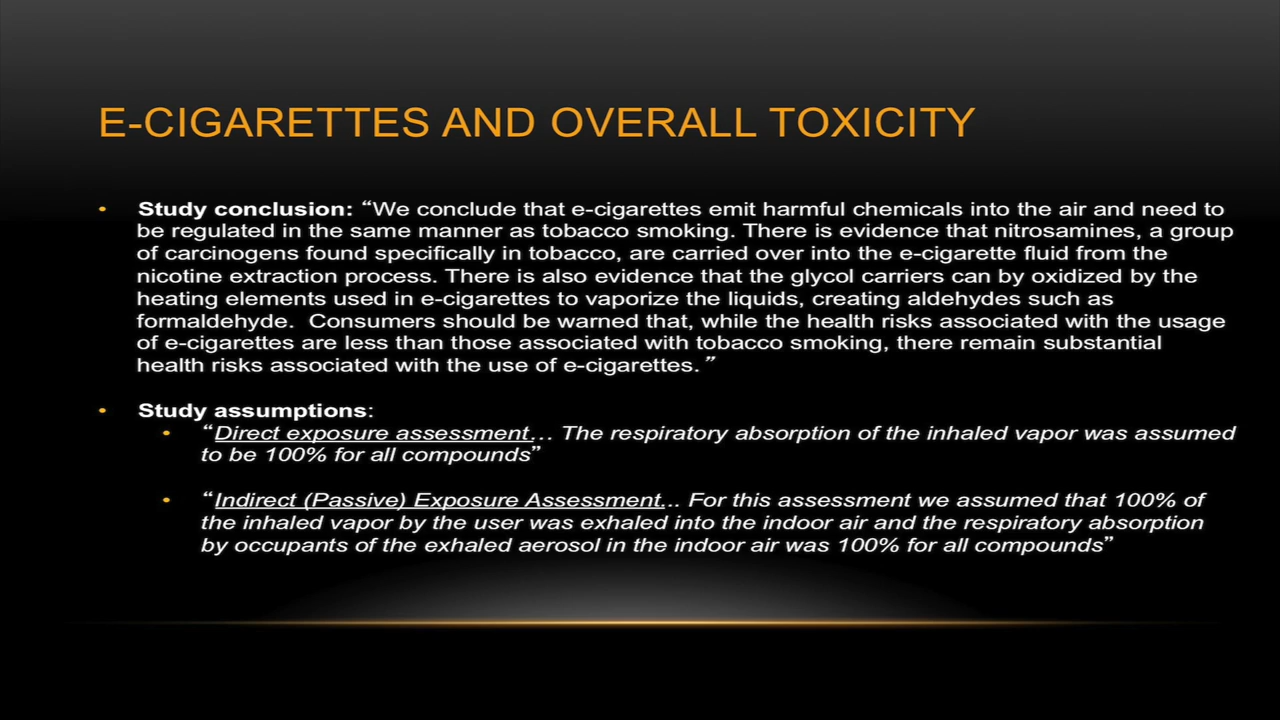 E-CIGARETTES AND OVERALL TOXICITY
• Study conclusion: “We conclude that e-cigarettes emit harmful chemicals into the air and need to
be regulated in the same manner as tobacco smoking. There is evidence that nitrosamines, a group
of carcinogens found specifically in tobacco, are carried over into the e-cigarette fluid from the
nicotine extraction process. There is also evidence that the glycol carriers can by oxidized by the
heating elements used in e-cigarettes to vaporize the liquids, creating aldehydes such as
formaldehyde.  Consumers should be warned that, while the health risks associated with the usage
of e-cigarettes are less than those associated with tobacco smoking, there remain substantial
health risks associated with the use of e-cigarettes.”
• Study assumptions:
• “Direct exposure assessment… The respiratory absorption of the inhaled vapor was assumed
to be 100% for all compounds”
• “Indirect (Passive) Exposure Assessment... For this assessment we assumed that 100% of
the inhaled vapor by the user was exhaled into the indoor air and the respiratory absorption
by occupants of the exhaled aerosol in the indoor air was 100% for all compounds”